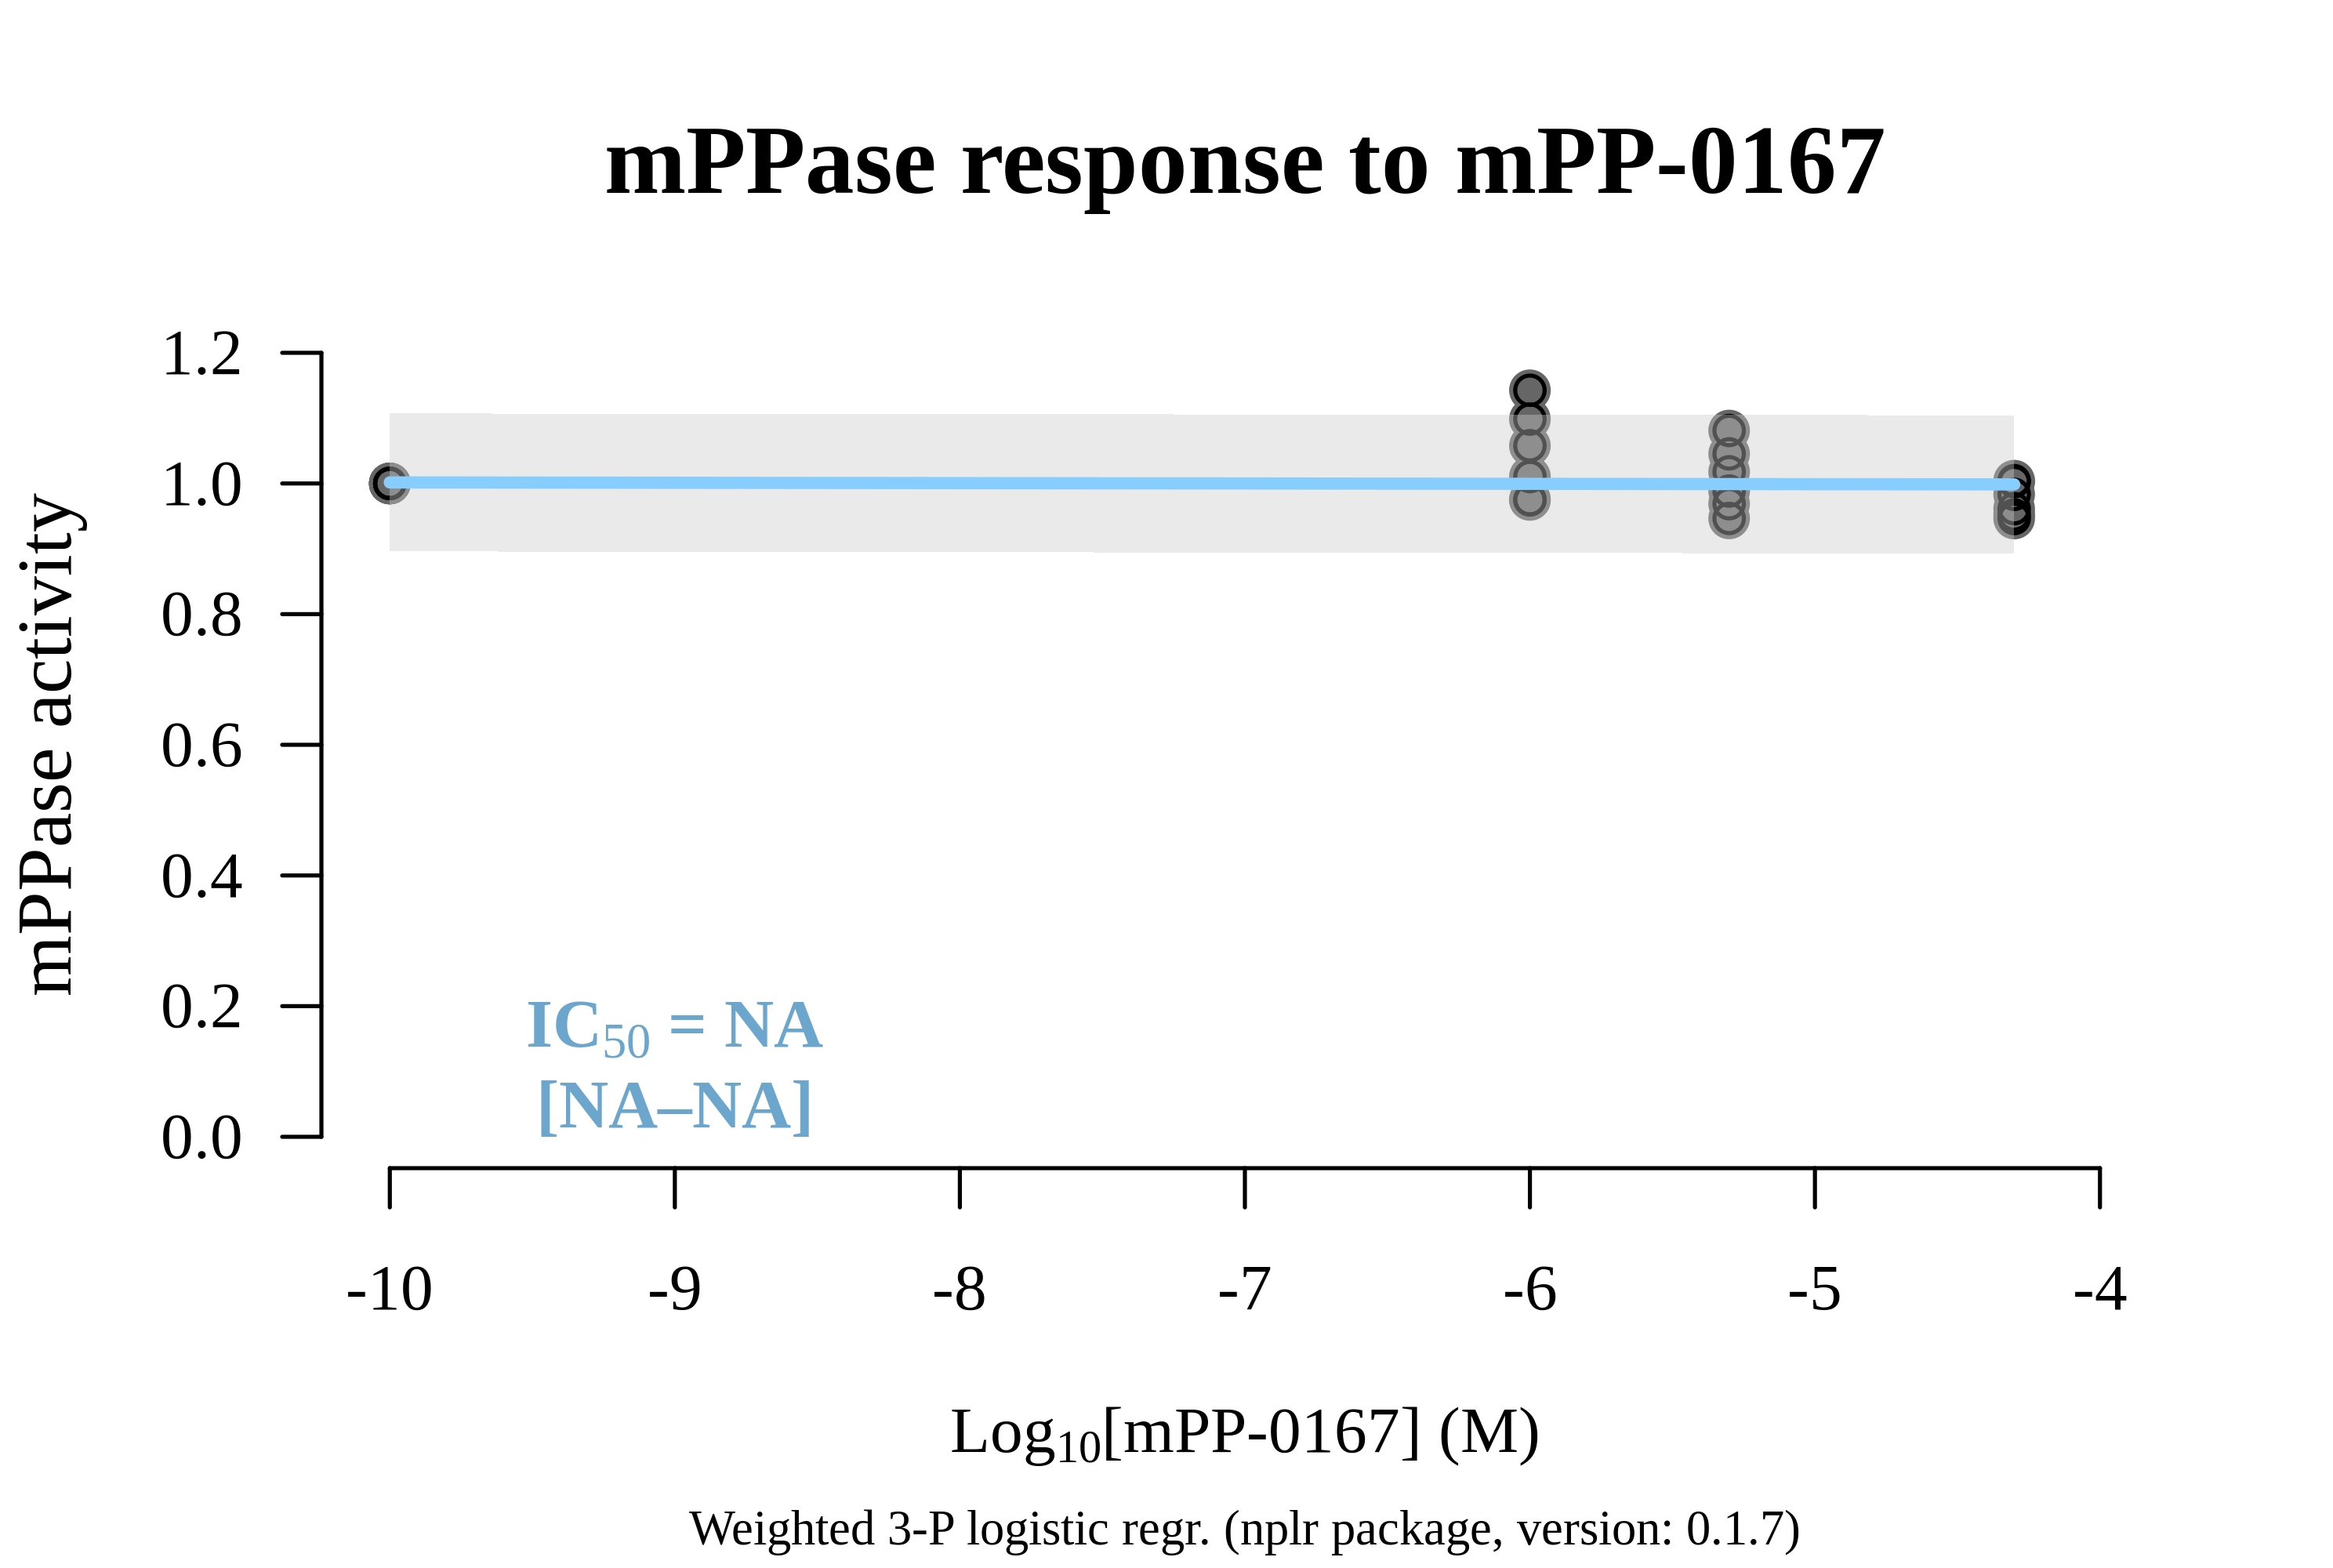 mPPase response to mPP-0167
mPPase activity
1.2
1.0
0.8
0.6
0.4
0.2
0.0
IC50 = NA
[NA–NA]
-10 -9 -8 -7 -6 -5 -4
Log10[mPP-0167] (M)
Weighted 3-P logistic regr. (nplr package, version: 0.1.7)